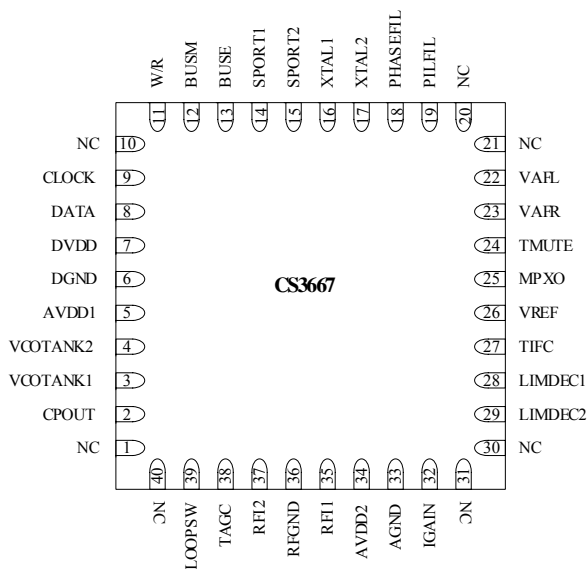 W/R
BUSM
BUSE
SPORT1
SPORT2
XTAL1
XTAL2
PHASEFIL
PILFIL
NC
11
12
13
14
15
16
17
18
19
20
NC 10
CLOCK 9
DATA 8
DVDD 7
DGND 6
AVDD1 5
VCOTANK2 4
VCOTANK1 3
CPOUT 2
NC 1
CS3667
21 NC
22 VAFL
23 VAFR
24 TMUTE
25 MPXO
26 VREF
27 TIFC
28 LIMDEC1
29 LIMDEC2
30 NC
40
39
38
37
36
35
34
33
32
31
NC
LOOPSW
TAGC
RFI2
RFGND
RFI1
AVDD2
AGND
IGAIN
NC